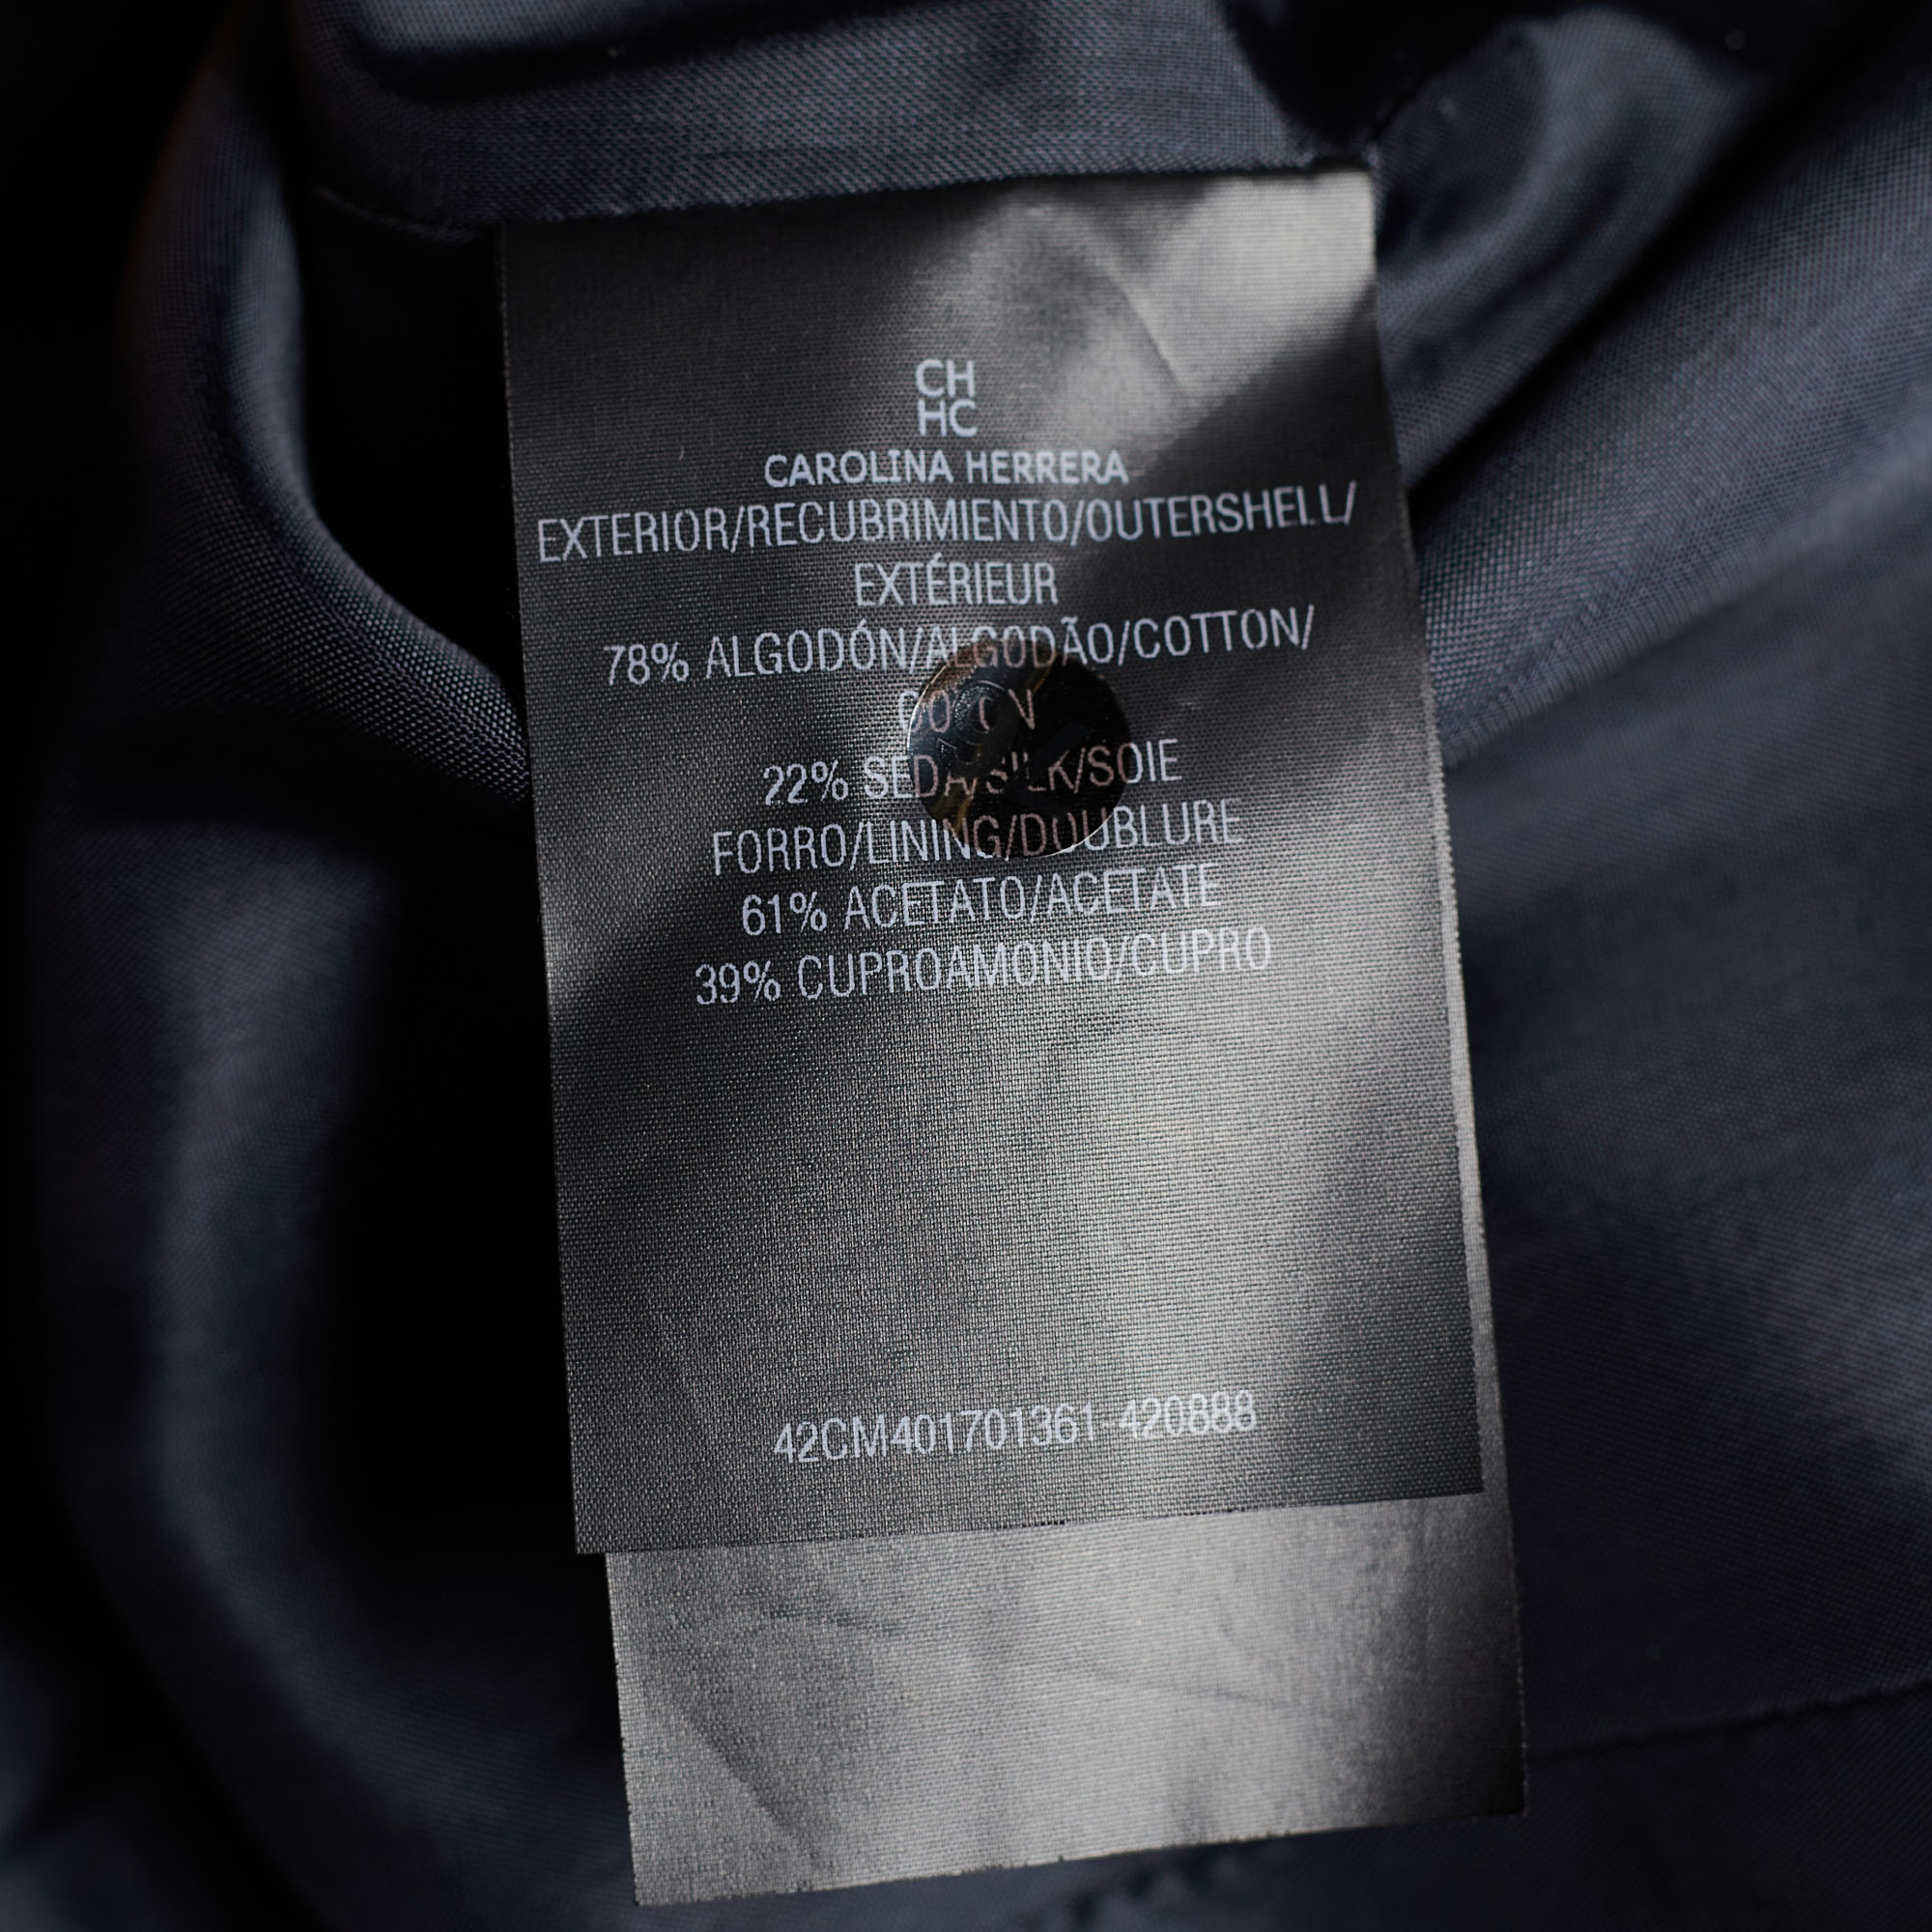 CH
HC
CAROLINA HERRERA
EXTERIOR/RECUBRIMIENTO/OUTERSHELL/
EXTÉRIEUR
78% ALGODÓN/ALGODÃO/COTTON/
COTON
22% SEDA/SILK/SOIE
FORRO/LINING/DOUBLURE
61% ACETATO/ACETATE
39% CUPROAMONIO/CUPRO
42CM401701361-420888